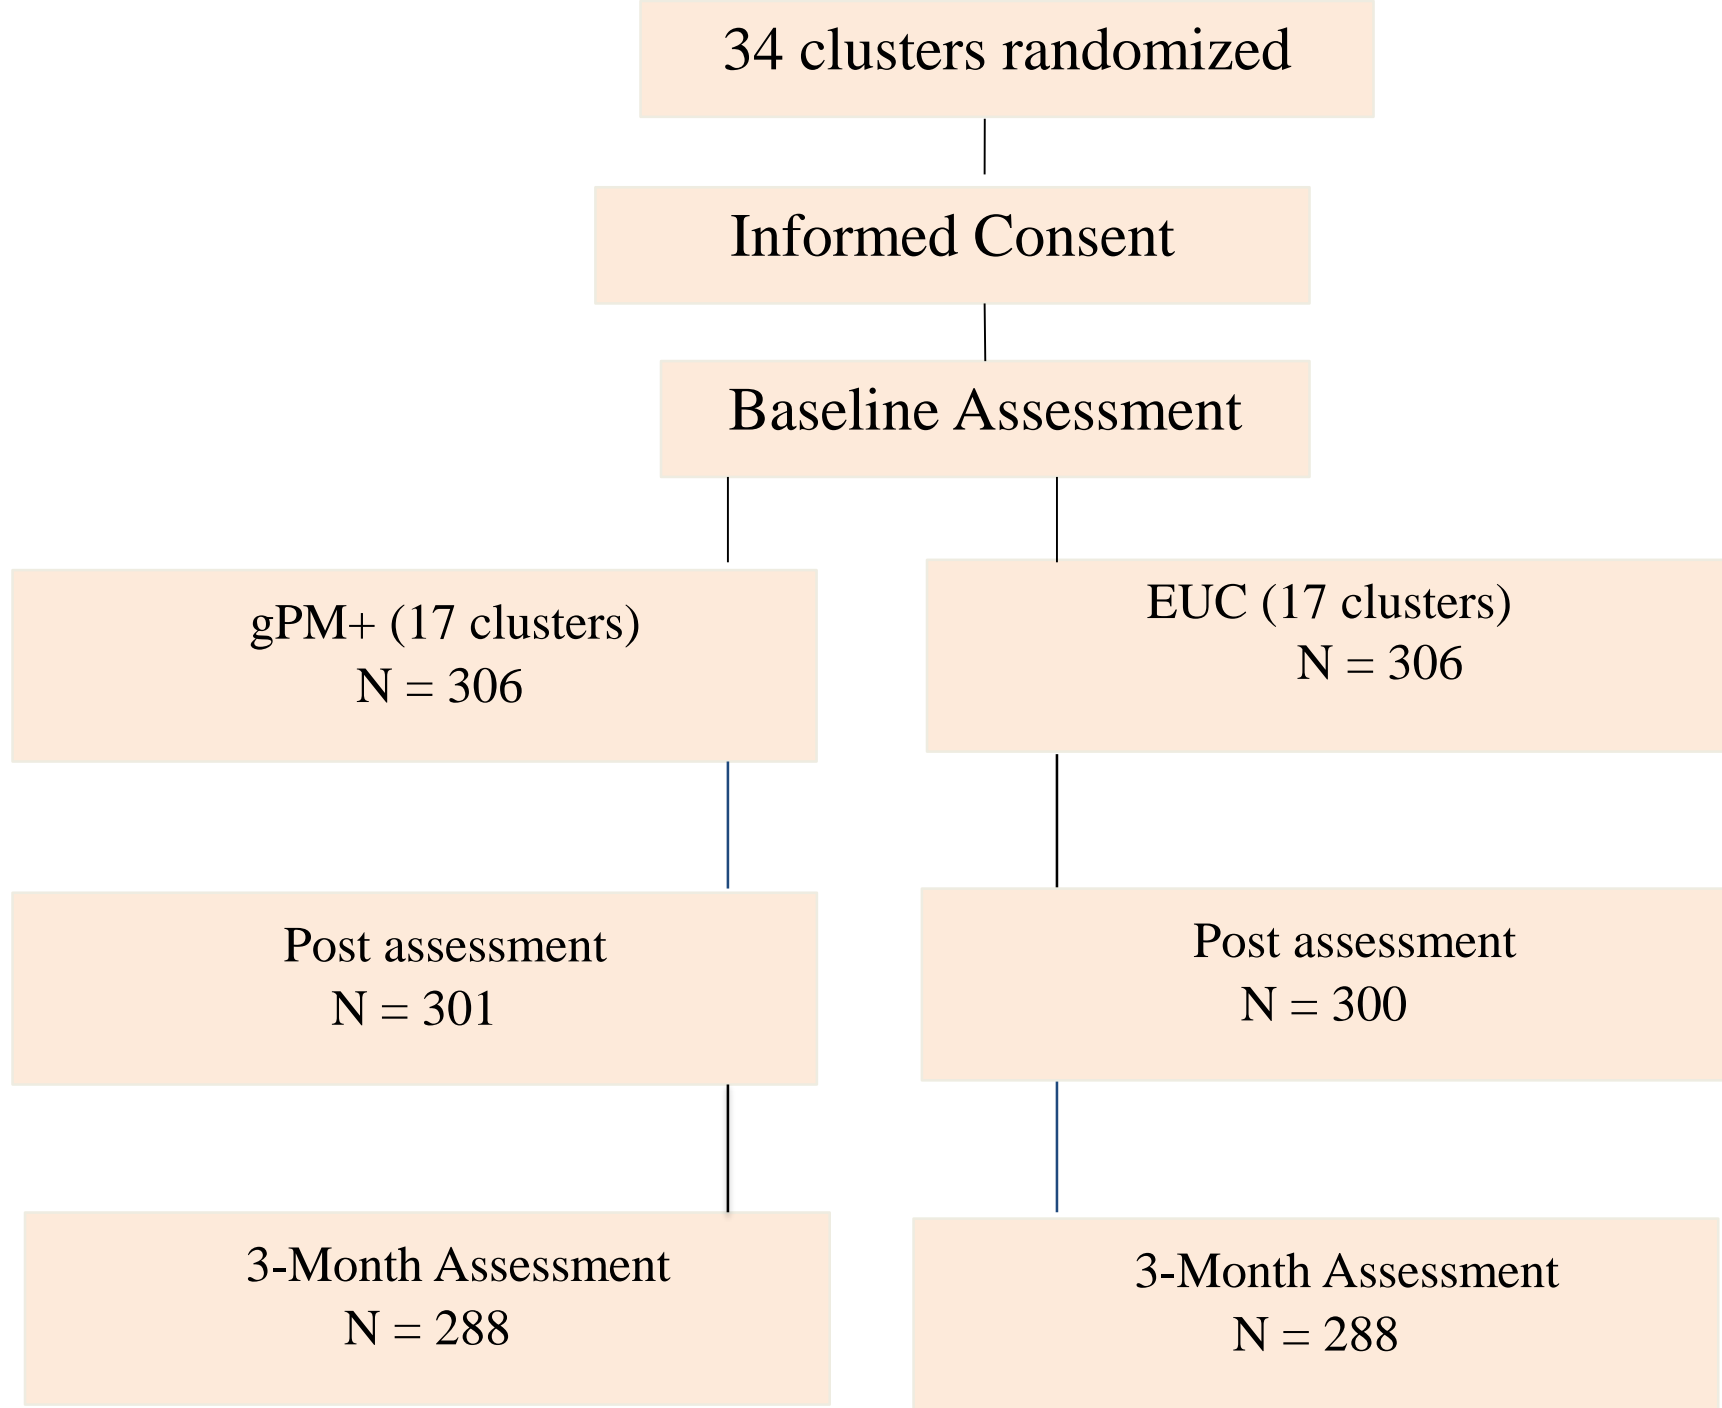 34 clusters randomized
Informed Consent
Baseline Assessment
gPM+ (17 clusters)
N = 306
EUC (17 clusters)
N = 306
Post assessment
N = 301
Post assessment
N = 300
3-Month Assessment
N = 288
3-Month Assessment
N = 288